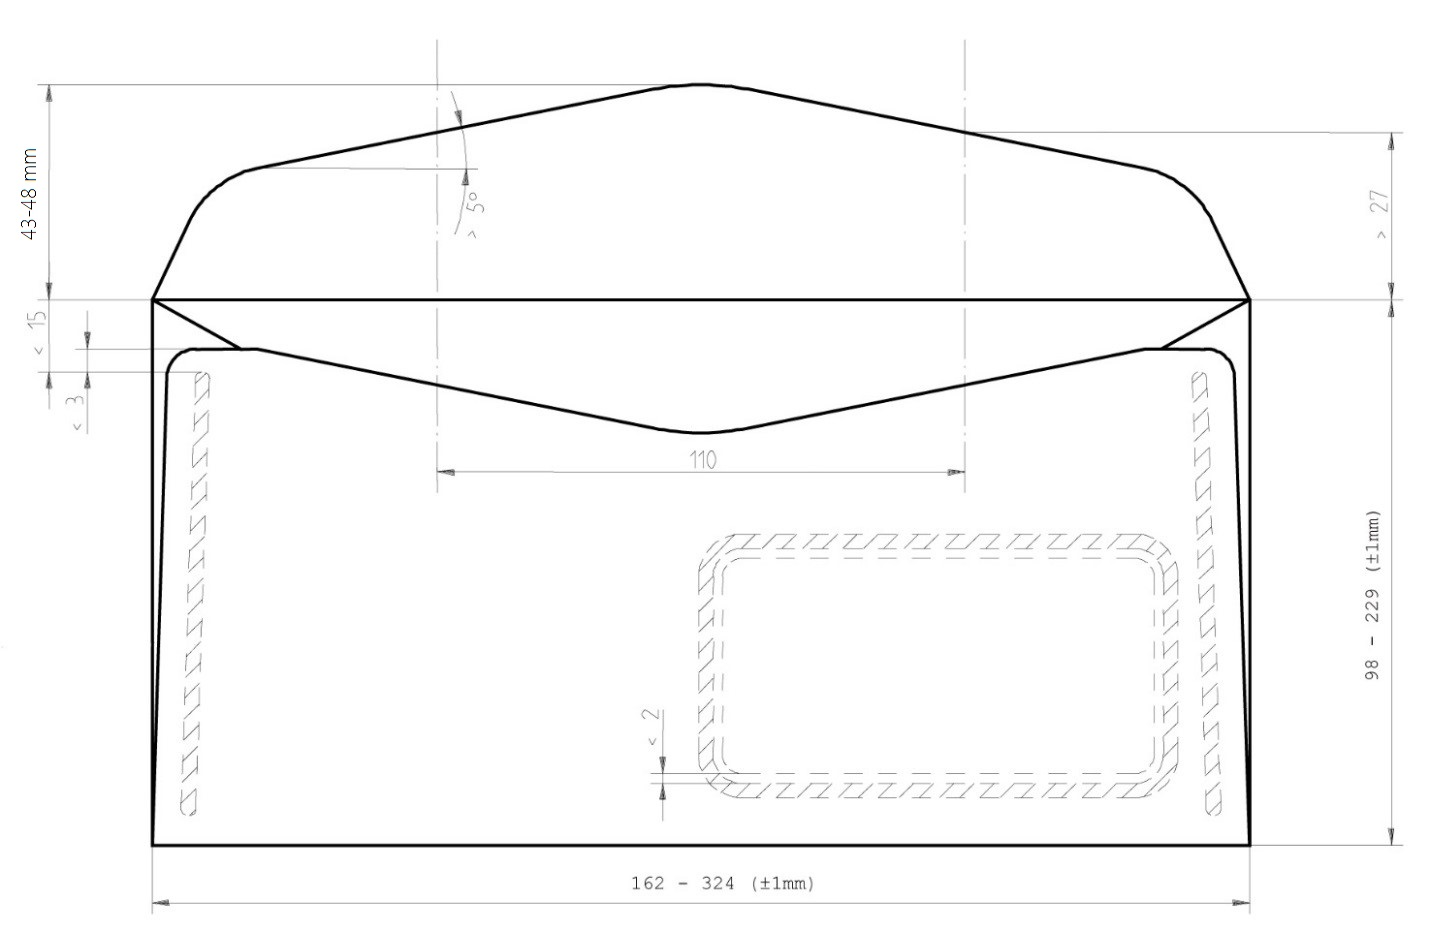 43-48 mm
> 5°
> 27
< 15
< 3
110
98 - 229 (±1mm)
< 2
162 - 324 (±1mm)